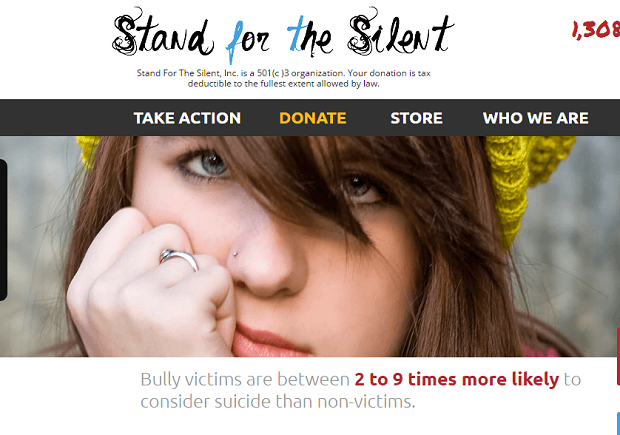 Stand for the Silent
1,308
Stand For The Silent, Inc. is a 501(c )3 organization. Your donation is tax
deductible to the fullest extent allowed by law.
TAKE ACTION DONATE STORE WHO WE ARE
Bully victims are between 2 to 9 times more likely to
consider suicide than non-victims.